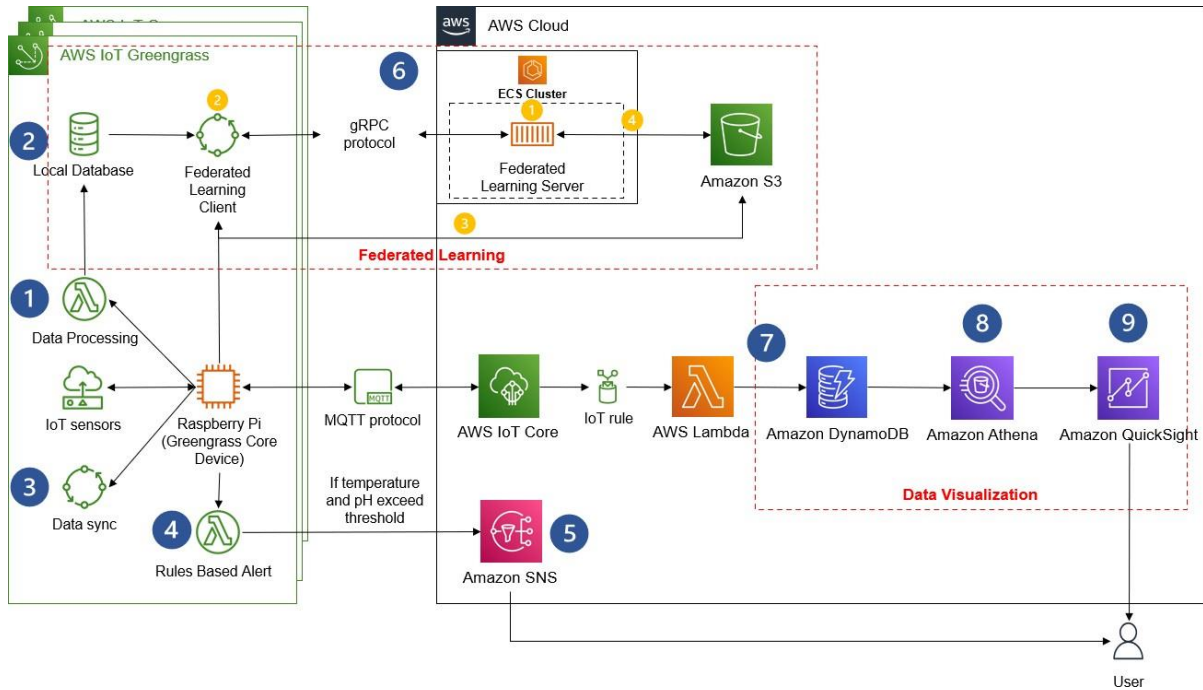 AWS IoT Greengrass
aws
AWS Cloud
6
ECS Cluster
2
1
4
2
gRPC
protocol
Local Database
Federated
Learning
Client
Federated
Learning Server
Amazon S3
3
Federated Learning
1
Data Processing
7
8
9
IoT sensors
Raspberry Pi
(Greengrass Core
Device)
MQTT
MQTT protocol
AWS IoT Core
IoT rule
AWS Lambda
Amazon DynamoDB
Amazon Athena
Amazon QuickSight
3
Data sync
If temperature
and pH exceed
threshold
Data Visualization
4
Rules Based Alert
5
Amazon SNS
User